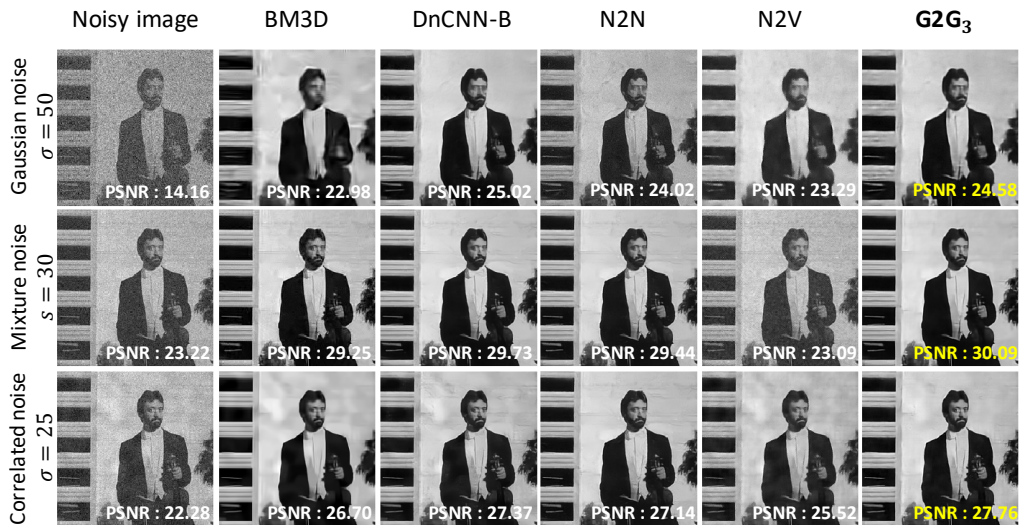 Noisy image BM3D DnCNN-B N2N N2V G2G₃
Gaussian noise
σ = 50
PSNR : 14.16 PSNR : 22.98 PSNR : 25.02 PSNR : 24.02 PSNR : 23.29 PSNR : 24.58
Mixture noise
s = 30
PSNR : 23.22 PSNR : 29.25 PSNR : 29.73 PSNR : 29.44 PSNR : 23.09 PSNR : 30.09
Correlated noise
σ = 25
PSNR : 22.28 PSNR : 26.70 PSNR : 27.37 PSNR : 27.14 PSNR : 25.52 PSNR : 27.76